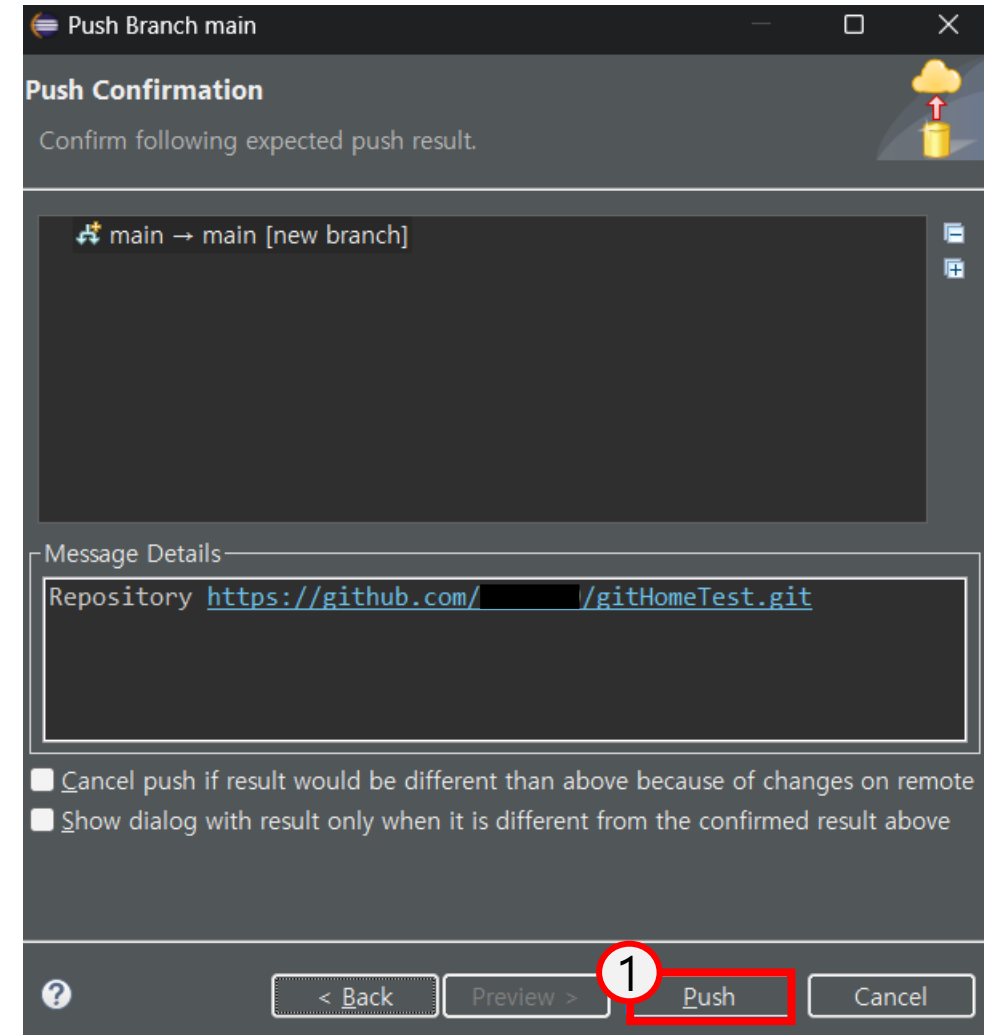 Push Branch main
Push Confirmation
Confirm following expected push result.
main → main [new branch]
Message Details
Repository https://github.com/ /gitHomeTest.git
Cancel push if result would be different than above because of changes on remote
Show dialog with result only when it is different from the confirmed result above
? < Back Preview > 1 Push Cancel